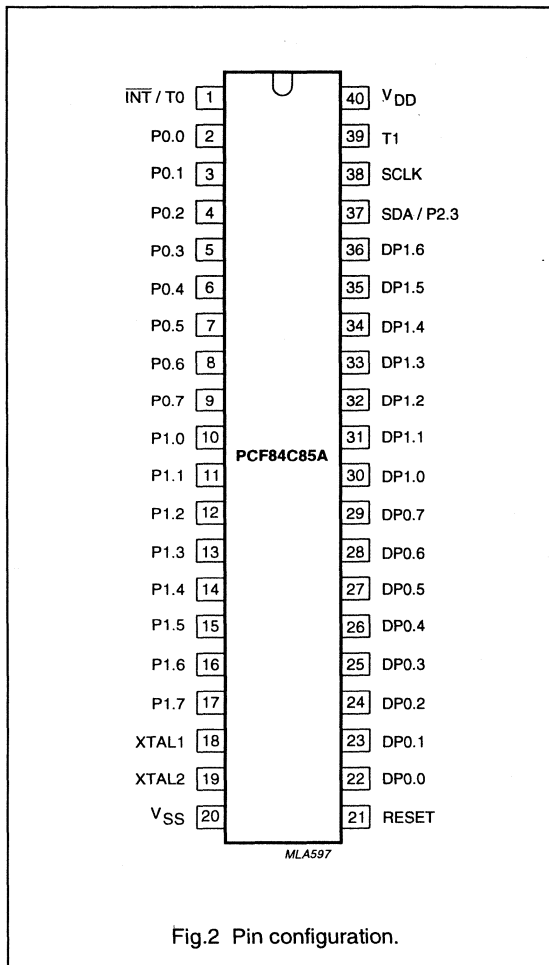 INT / T0 1 40 VDD
P0.0 2 39 T1
P0.1 3 38 SCLK
P0.2 4 37 SDA / P2.3
P0.3 5 36 DP1.6
P0.4 6 35 DP1.5
P0.5 7 34 DP1.4
P0.6 8 33 DP1.3
P0.7 9 32 DP1.2
P1.0 10 31 DP1.1
PCF84C85A
P1.1 11 30 DP1.0
P1.2 12 29 DP0.7
P1.3 13 28 DP0.6
P1.4 14 27 DP0.5
P1.5 15 26 DP0.4
P1.6 16 25 DP0.3
P1.7 17 24 DP0.2
XTAL1 18 23 DP0.1
XTAL2 19 22 DP0.0
VSS 20 21 RESET
MLA597
Fig.2 Pin configuration.